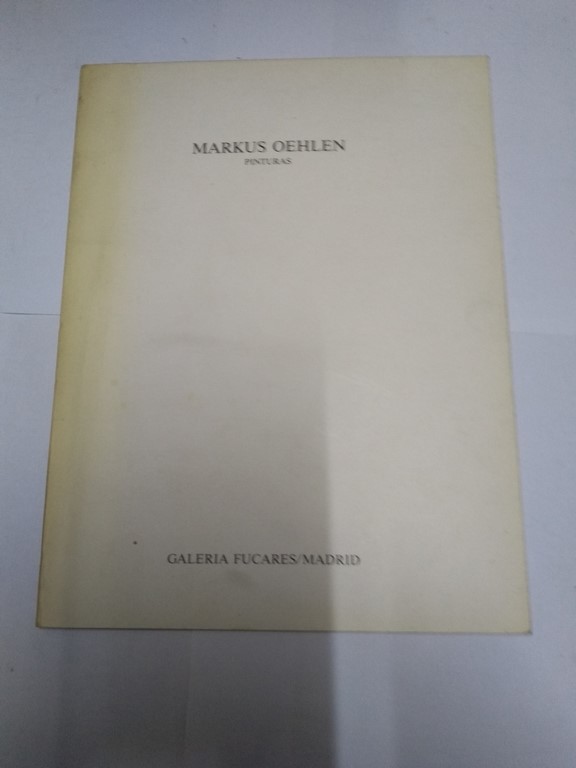 MARKUS OEHLEN
PINTURAS
GALERIA FUCARES/MADRID